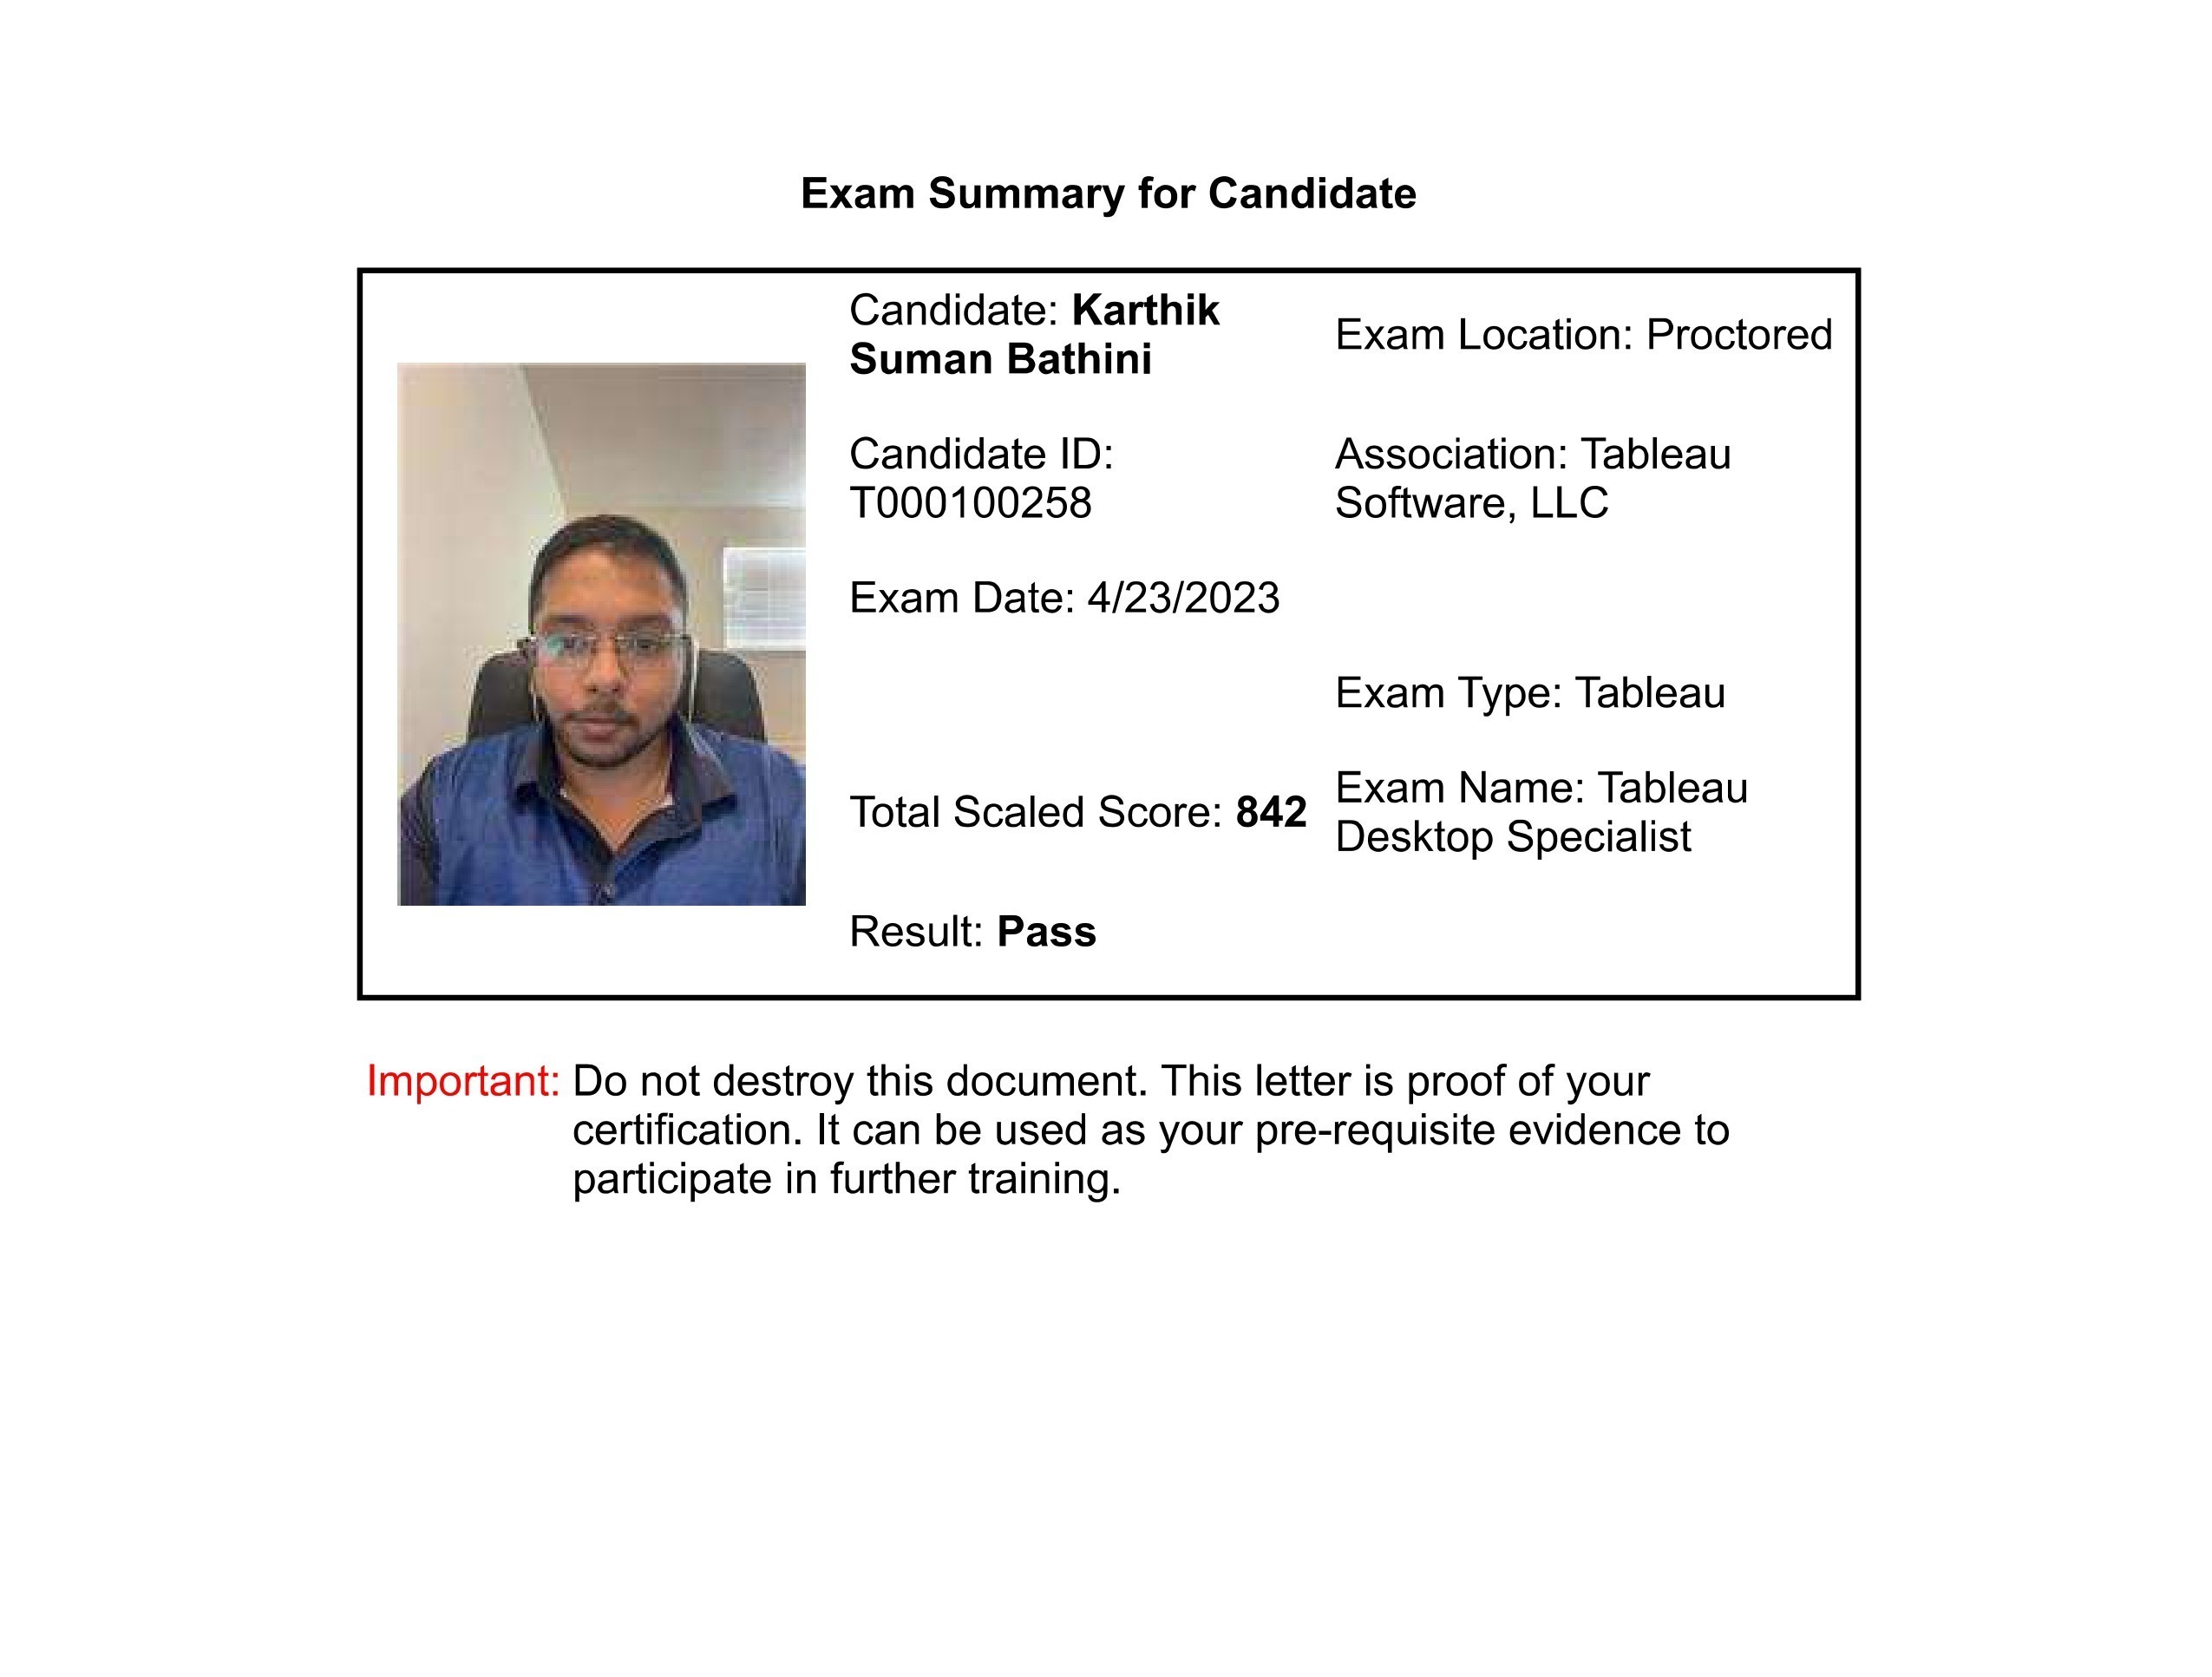 Exam Summary for Candidate
Candidate: Karthik
Suman Bathini
Exam Location: Proctored
Candidate ID:
T000100258
Association: Tableau
Software, LLC
Exam Date: 4/23/2023
Exam Type: Tableau
Total Scaled Score: 842
Exam Name: Tableau
Desktop Specialist
Result: Pass
Important: Do not destroy this document. This letter is proof of your
certification. It can be used as your pre-requisite evidence to
participate in further training.